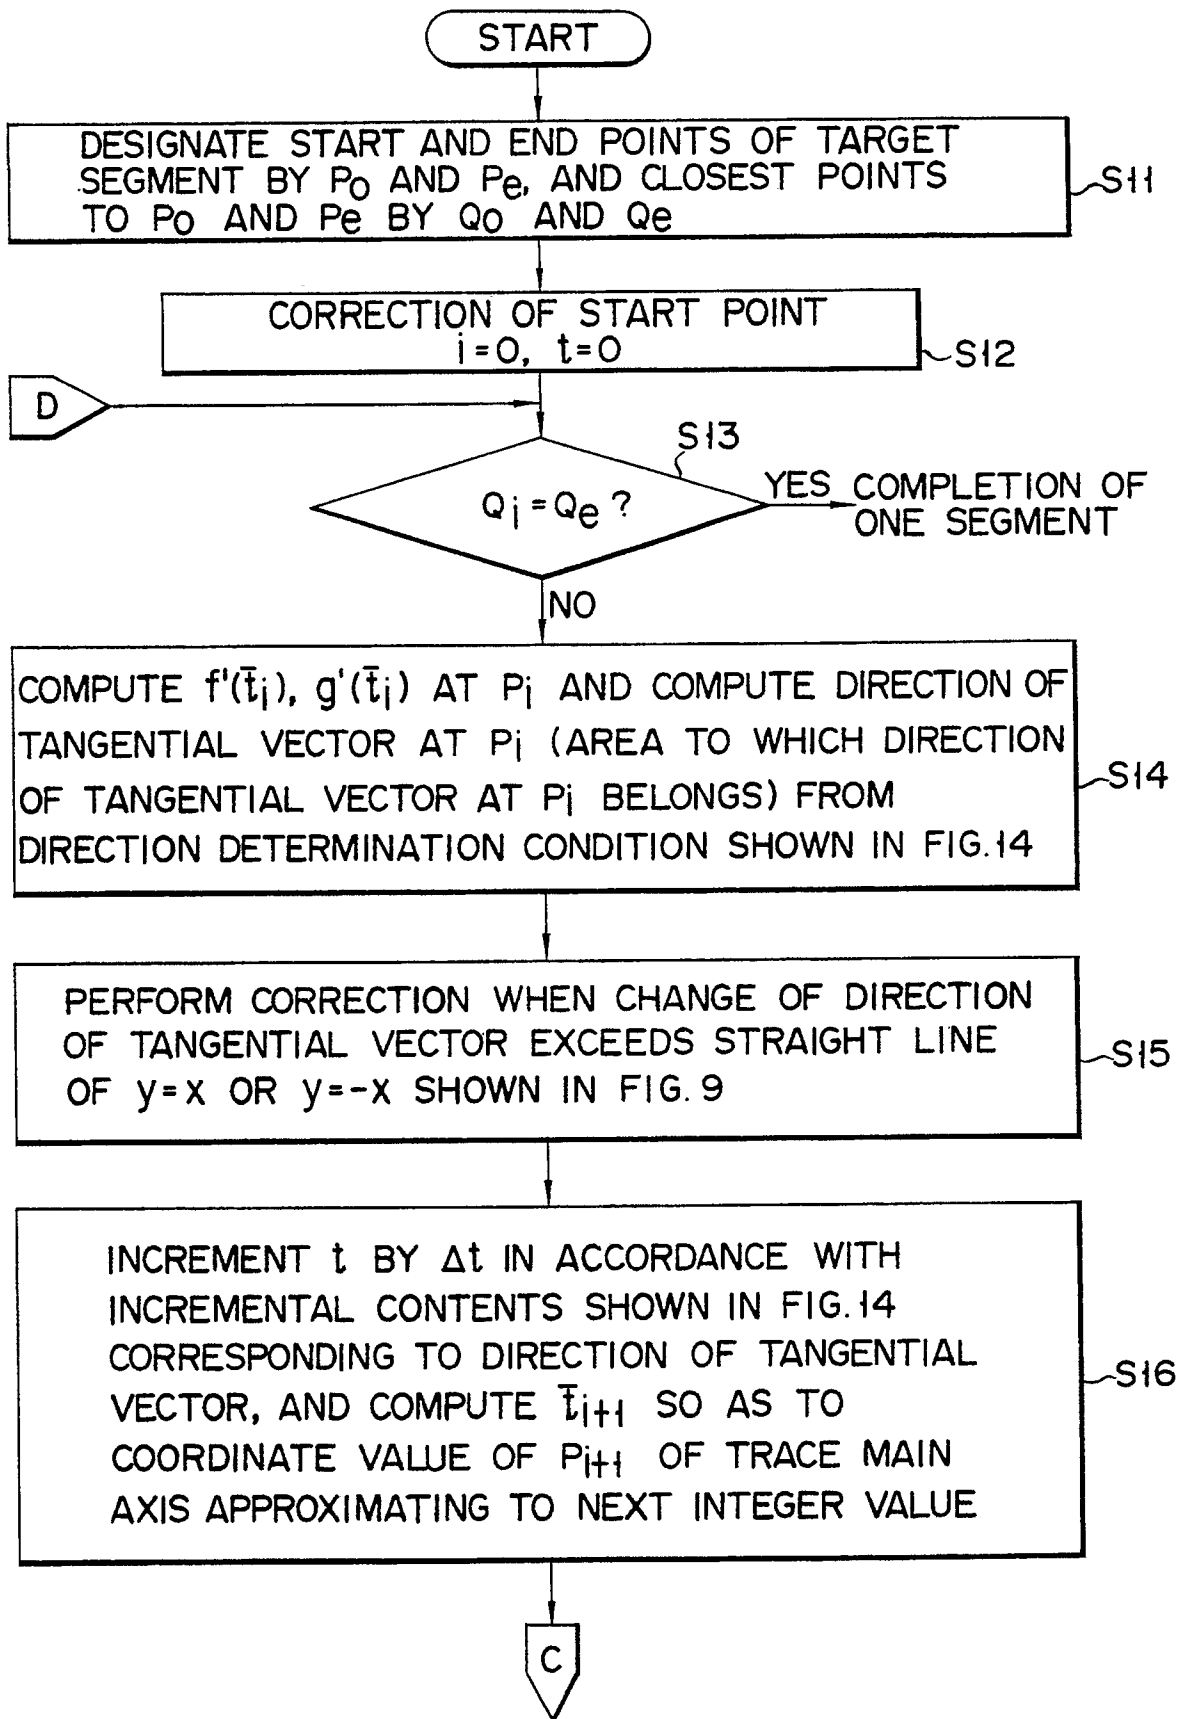 START
DESIGNATE START AND END POINTS OF TARGET
SEGMENT BY P0 AND Pe, AND CLOSEST POINTS
TO P0 AND Pe BY Q0 AND Qe
S11
CORRECTION OF START POINT
i=0, t=0
S12
D
S13
Qi=Qe?
YES
COMPLETION OF
ONE SEGMENT
NO
COMPUTE f'(t̄i), g'(t̄i) AT Pi AND COMPUTE DIRECTION OF
TANGENTIAL VECTOR AT Pi (AREA TO WHICH DIRECTION
OF TANGENTIAL VECTOR AT Pi BELONGS) FROM
DIRECTION DETERMINATION CONDITION SHOWN IN FIG.14
S14
PERFORM CORRECTION WHEN CHANGE OF DIRECTION
OF TANGENTIAL VECTOR EXCEEDS STRAIGHT LINE
OF y=x OR y=-x SHOWN IN FIG. 9
S15
INCREMENT t BY Δt IN ACCORDANCE WITH
INCREMENTAL CONTENTS SHOWN IN FIG.14
CORRESPONDING TO DIRECTION OF TANGENTIAL
VECTOR, AND COMPUTE t̄i+1 SO AS TO
COORDINATE VALUE OF Pi+1 OF TRACE MAIN
AXIS APPROXIMATING TO NEXT INTEGER VALUE
S16
C